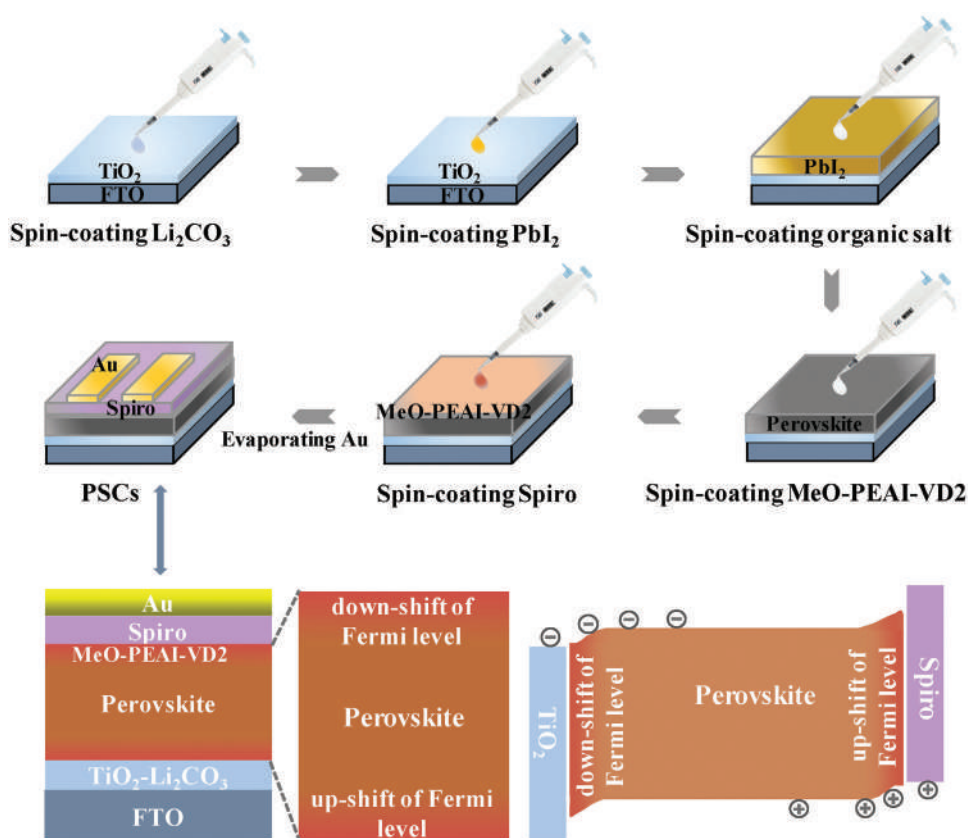 TiO₂
FTO
Spin-coating Li₂CO₃
TiO₂
FTO
Spin-coating PbI₂
PbI₂
Spin-coating organic salt
Au
Spiro
PSCs
Evaporating Au
MeO-PEAI-VD2
Spin-coating Spiro
Perovskite
Spin-coating MeO-PEAI-VD2
Au
Spiro
MeO-PEAI-VD2
Perovskite
TiO₂-Li₂CO₃
FTO
down-shift of
Fermi level
Perovskite
up-shift of Fermi
level
TiO₂
down-shift of
Fermi level
Perovskite
up-shift of
Fermi level
Spiro